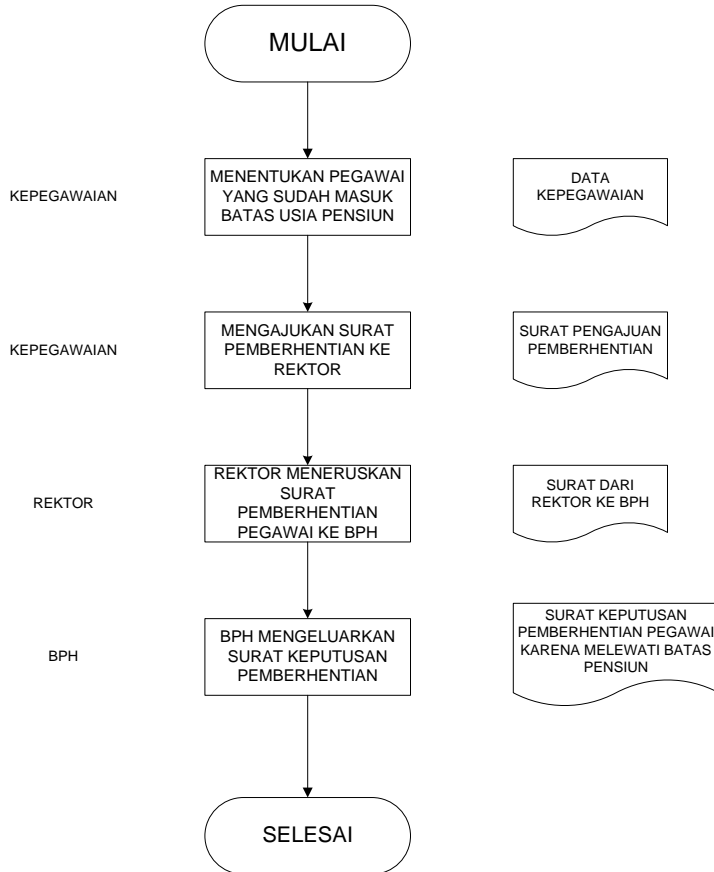 MULAI
KEPEGAWAIAN
MENENTUKAN PEGAWAI
YANG SUDAH MASUK
BATAS USIA PENSIUN
DATA
KEPEGAWAIAN
KEPEGAWAIAN
MENGAJUKAN SURAT
PEMBERHENTIAN KE
REKTOR
SURAT PENGAJUAN
PEMBERHENTIAN
REKTOR
REKTOR MENERUSKAN
SURAT
PEMBERHENTIAN
PEGAWAI KE BPH
SURAT DARI
REKTOR KE BPH
BPH
BPH MENGELUARKAN
SURAT KEPUTUSAN
PEMBERHENTIAN
SURAT KEPUTUSAN
PEMBERHENTIAN PEGAWAI
KARENA MELEWATI BATAS
PENSIUN
SELESAI